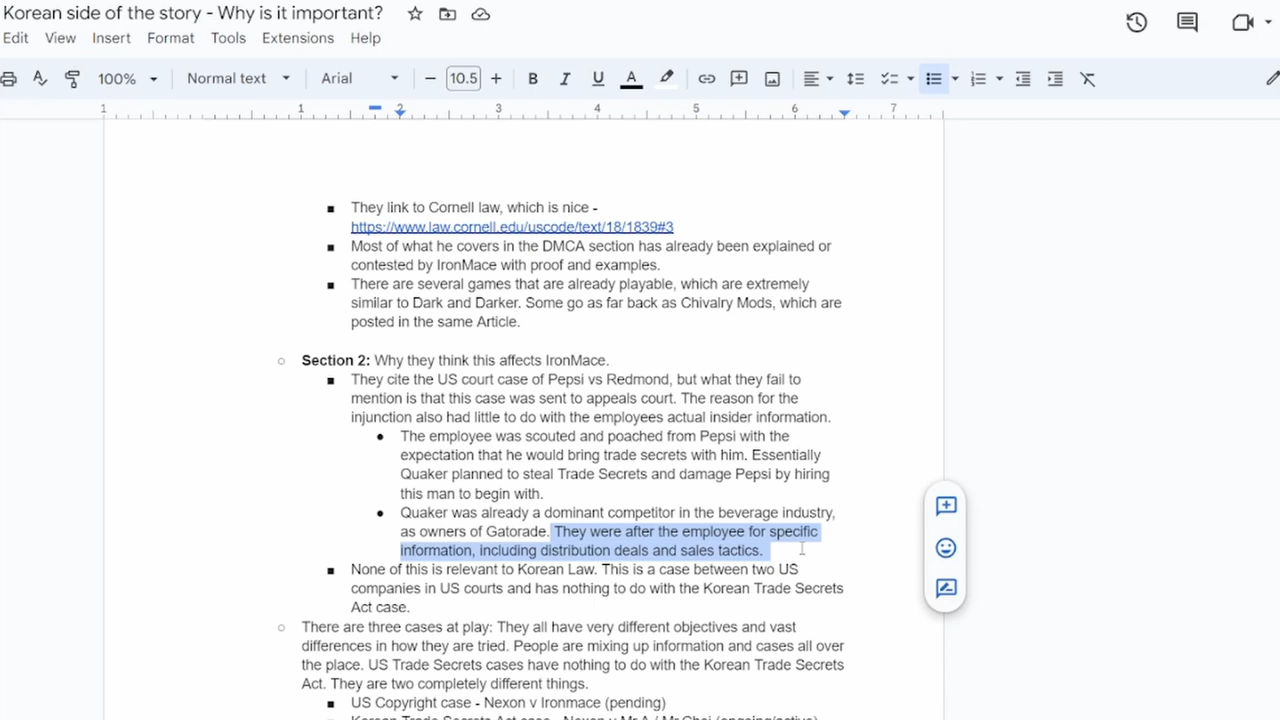 Korean side of the story - Why is it important?
Edit View Insert Format Tools Extensions Help
100% Normal text Arial 10.5 B I U A
1 1 2 3 4 5 6 7
They link to Cornell law, which is nice -
https://www.law.cornell.edu/uscode/text/18/1839#3
Most of what he covers in the DMCA section has already been explained or
contested by IronMace with proof and examples.
There are several games that are already playable, which are extremely
similar to Dark and Darker. Some go as far back as Chivalry Mods, which are
posted in the same Article.
Section 2: Why they think this affects IronMace.
They cite the US court case of Pepsi vs Redmond, but what they fail to
mention is that this case was sent to appeals court. The reason for the
injunction also had little to do with the employees actual insider information.
The employee was scouted and poached from Pepsi with the
expectation that he would bring trade secrets with him. Essentially
Quaker planned to steal Trade Secrets and damage Pepsi by hiring
this man to begin with.
Quaker was already a dominant competitor in the beverage industry,
as owners of Gatorade. They were after the employee for specific
information, including distribution deals and sales tactics.
None of this is relevant to Korean Law. This is a case between two US
companies in US courts and has nothing to do with the Korean Trade Secrets
Act case.
There are three cases at play: They all have very different objectives and vast
differences in how they are tried. People are mixing up information and cases all over
the place. US Trade Secrets cases have nothing to do with the Korean Trade Secrets
Act. They are two completely different things.
US Copyright case - Nexon v Ironmace (pending)
Korean Trade Secrets Act case - Nexon v Mr A / Mr Choi (ongoing/active)